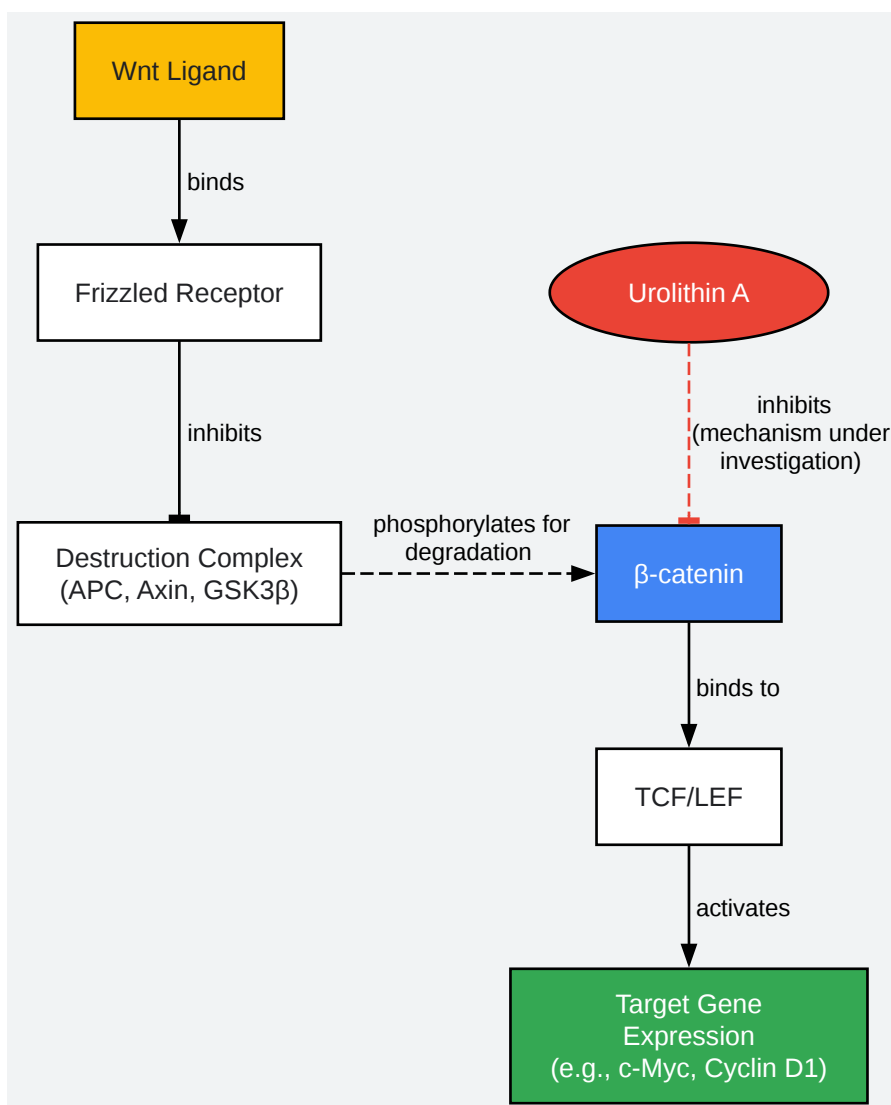 Wnt Ligand
binds
Frizzled Receptor
Urolithin A
inhibits
inhibits
(mechanism under
investigation)
Destruction Complex
(APC, Axin, GSK3β)
phosphorylates for
degradation
β-catenin
binds to
TCF/LEF
activates
Target Gene
Expression
(e.g., c-Myc, Cyclin D1)